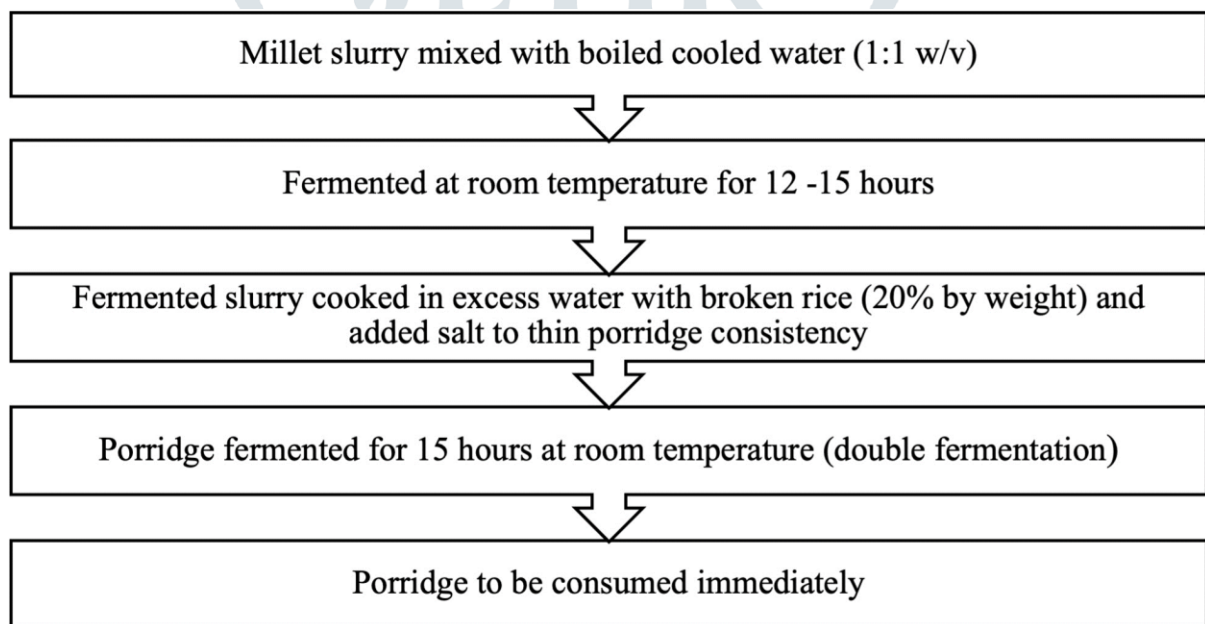 Millet slurry mixed with boiled cooled water (1:1 w/v)
Fermented at room temperature for 12 -15 hours
Fermented slurry cooked in excess water with broken rice (20% by weight) and
added salt to thin porridge consistency
Porridge fermented for 15 hours at room temperature (double fermentation)
Porridge to be consumed immediately